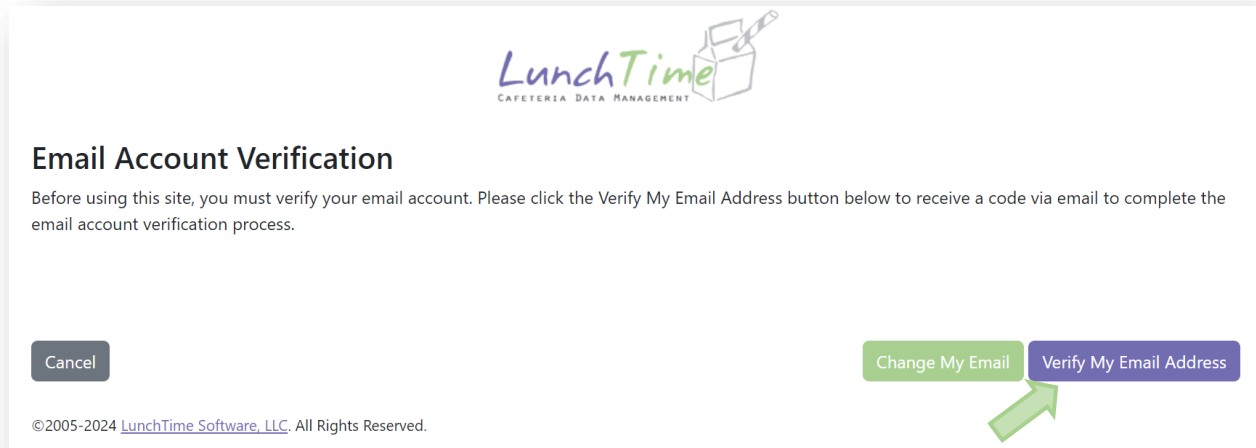 LunchTime
CAFETERIA DATA MANAGEMENT
Email Account Verification
Before using this site, you must verify your email account. Please click the Verify My Email Address button below to receive a code via email to complete the
email account verification process.
Cancel
Change My Email
Verify My Email Address
©2005-2024 LunchTime Software, LLC. All Rights Reserved.